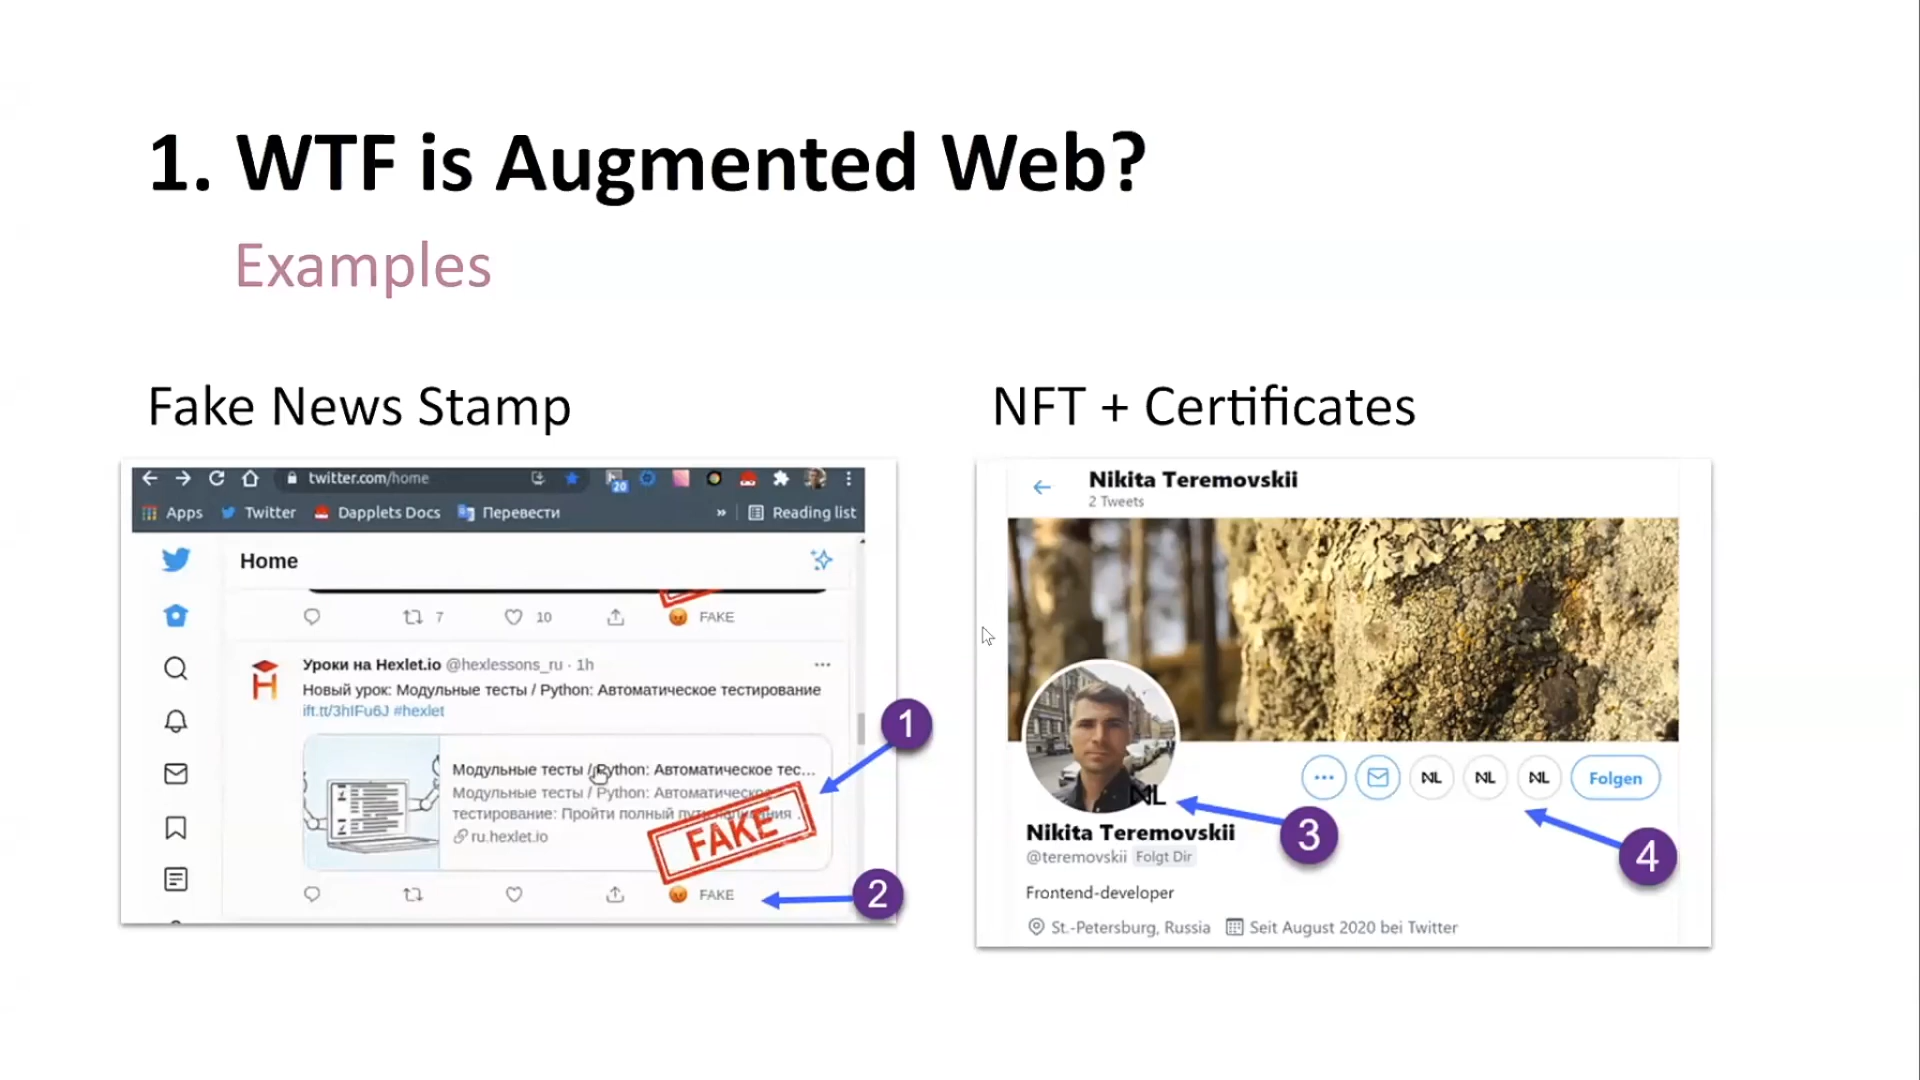 1. WTF is Augmented Web?
Examples
Fake News Stamp
twitter.com/home
20
Apps
Twitter
Dapplets Docs
Перевести
»
Reading list
Home
7
10
FAKE
Уроки на Hexlet.io @hexlessons_ru · 1h
Новый урок: Модульные тесты / Python: Автоматическое тестирование
ift.tt/3hIFu6J #hexlet
Модульные тесты / Python: Автоматическое тес...
Модульные тесты / Python: Автоматическое
тестирование: Пройти полный
ru.hexlet.io
FAKE
FAKE
1
2
NFT + Certificates
Nikita Teremovskii
2 Tweets
NL
NL
NL
Folgen
NL
3
4
Nikita Teremovskii
@teremovskii Folgt Dir
Frontend-developer
St.-Petersburg, Russia
Seit August 2020 bei Twitter